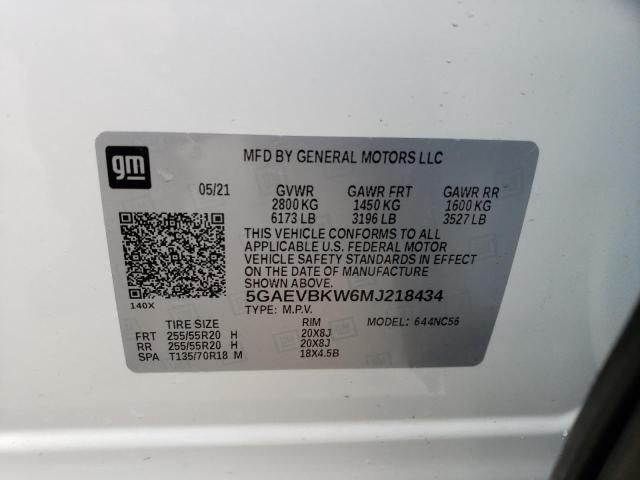 gm
MFD BY GENERAL MOTORS LLC
05/21 GVWR GAWR FRT GAWR RR
2800 KG 1450 KG 1600 KG
6173 LB 3196 LB 3527 LB
THIS VEHICLE CONFORMS TO ALL
APPLICABLE U.S. FEDERAL MOTOR
VEHICLE SAFETY STANDARDS IN EFFECT
ON THE DATE OF MANUFACTURE
SHOWN ABOVE.
5GAEVBKW6MJ218434
140X
TYPE: M.P.V.
TIRE SIZE RIM MODEL: 644NC56
FRT 255/55R20 H 20X8J
RR 255/55R20 H 20X8J
SPA T135/70R18 M 18X4.5B